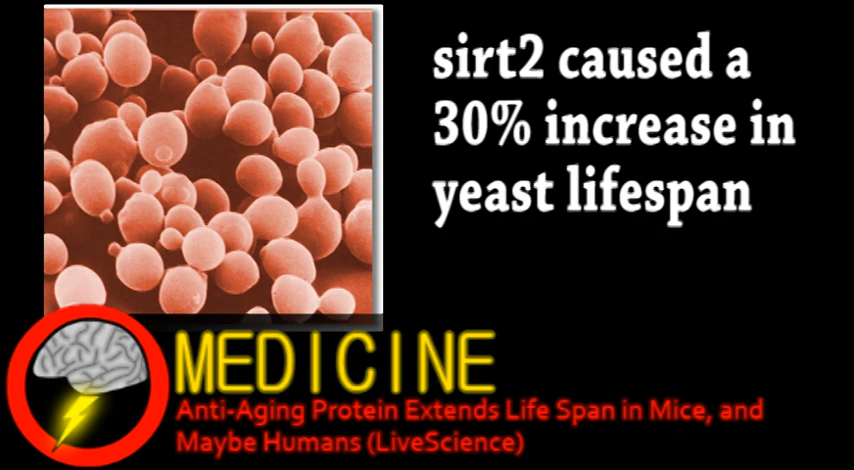 sirt2 caused a
30% increase in
yeast lifespan
MEDICINE
Anti-Aging Protein Extends Life Span in Mice, and
Maybe Humans (LiveScience)